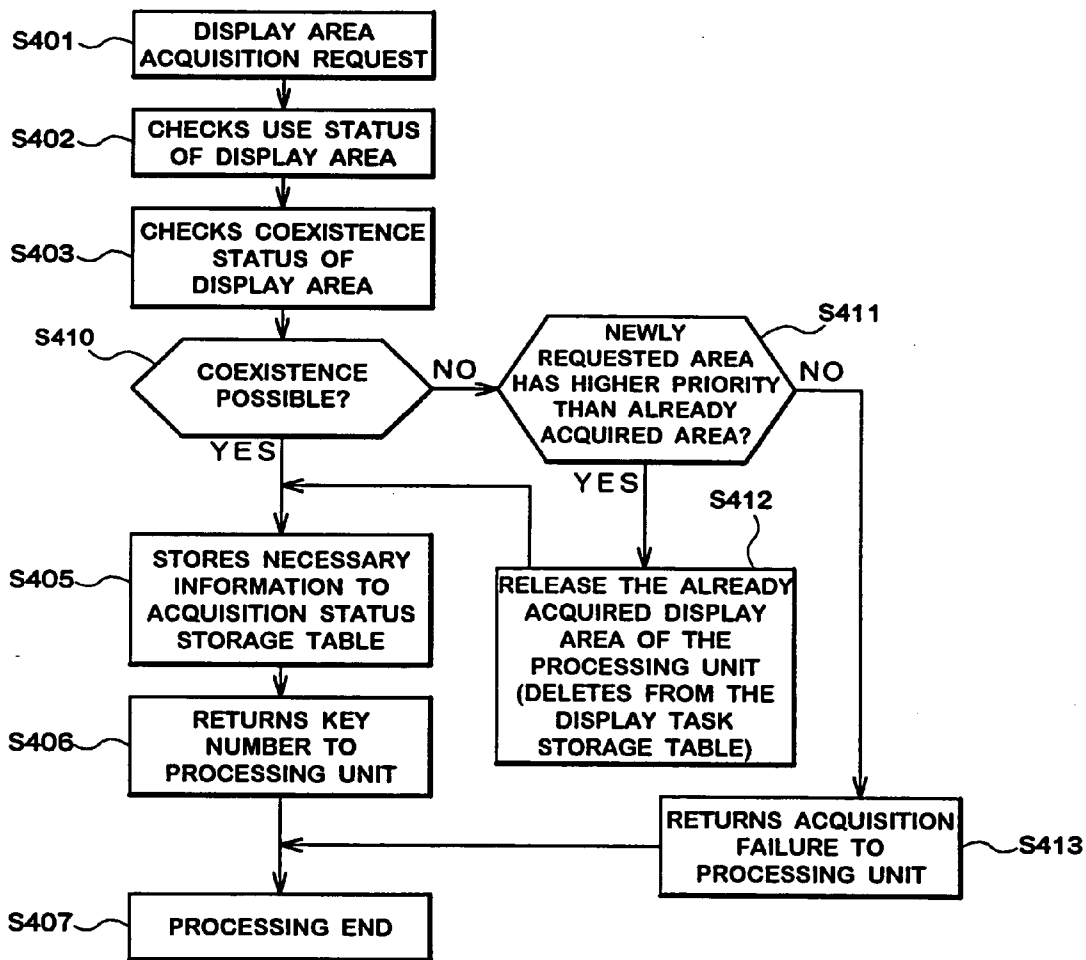 S401
DISPLAY AREA
ACQUISITION REQUEST
S402
CHECKS USE STATUS
OF DISPLAY AREA
S403
CHECKS COEXISTENCE
STATUS OF
DISPLAY AREA
S410
COEXISTENCE
POSSIBLE?
NO
YES
S411
NEWLY
REQUESTED AREA
HAS HIGHER PRIORITY
THAN ALREADY
ACQUIRED AREA?
NO
YES
S412
RELEASE THE ALREADY
ACQUIRED DISPLAY
AREA OF THE
PROCESSING UNIT
(DELETES FROM THE
DISPLAY TASK
STORAGE TABLE)
S405
STORES NECESSARY
INFORMATION TO
ACQUISITION STATUS
STORAGE TABLE
S406
RETURNS KEY
NUMBER TO
PROCESSING UNIT
RETURNS ACQUISITION
FAILURE TO
PROCESSING UNIT
S413
S407
PROCESSING END